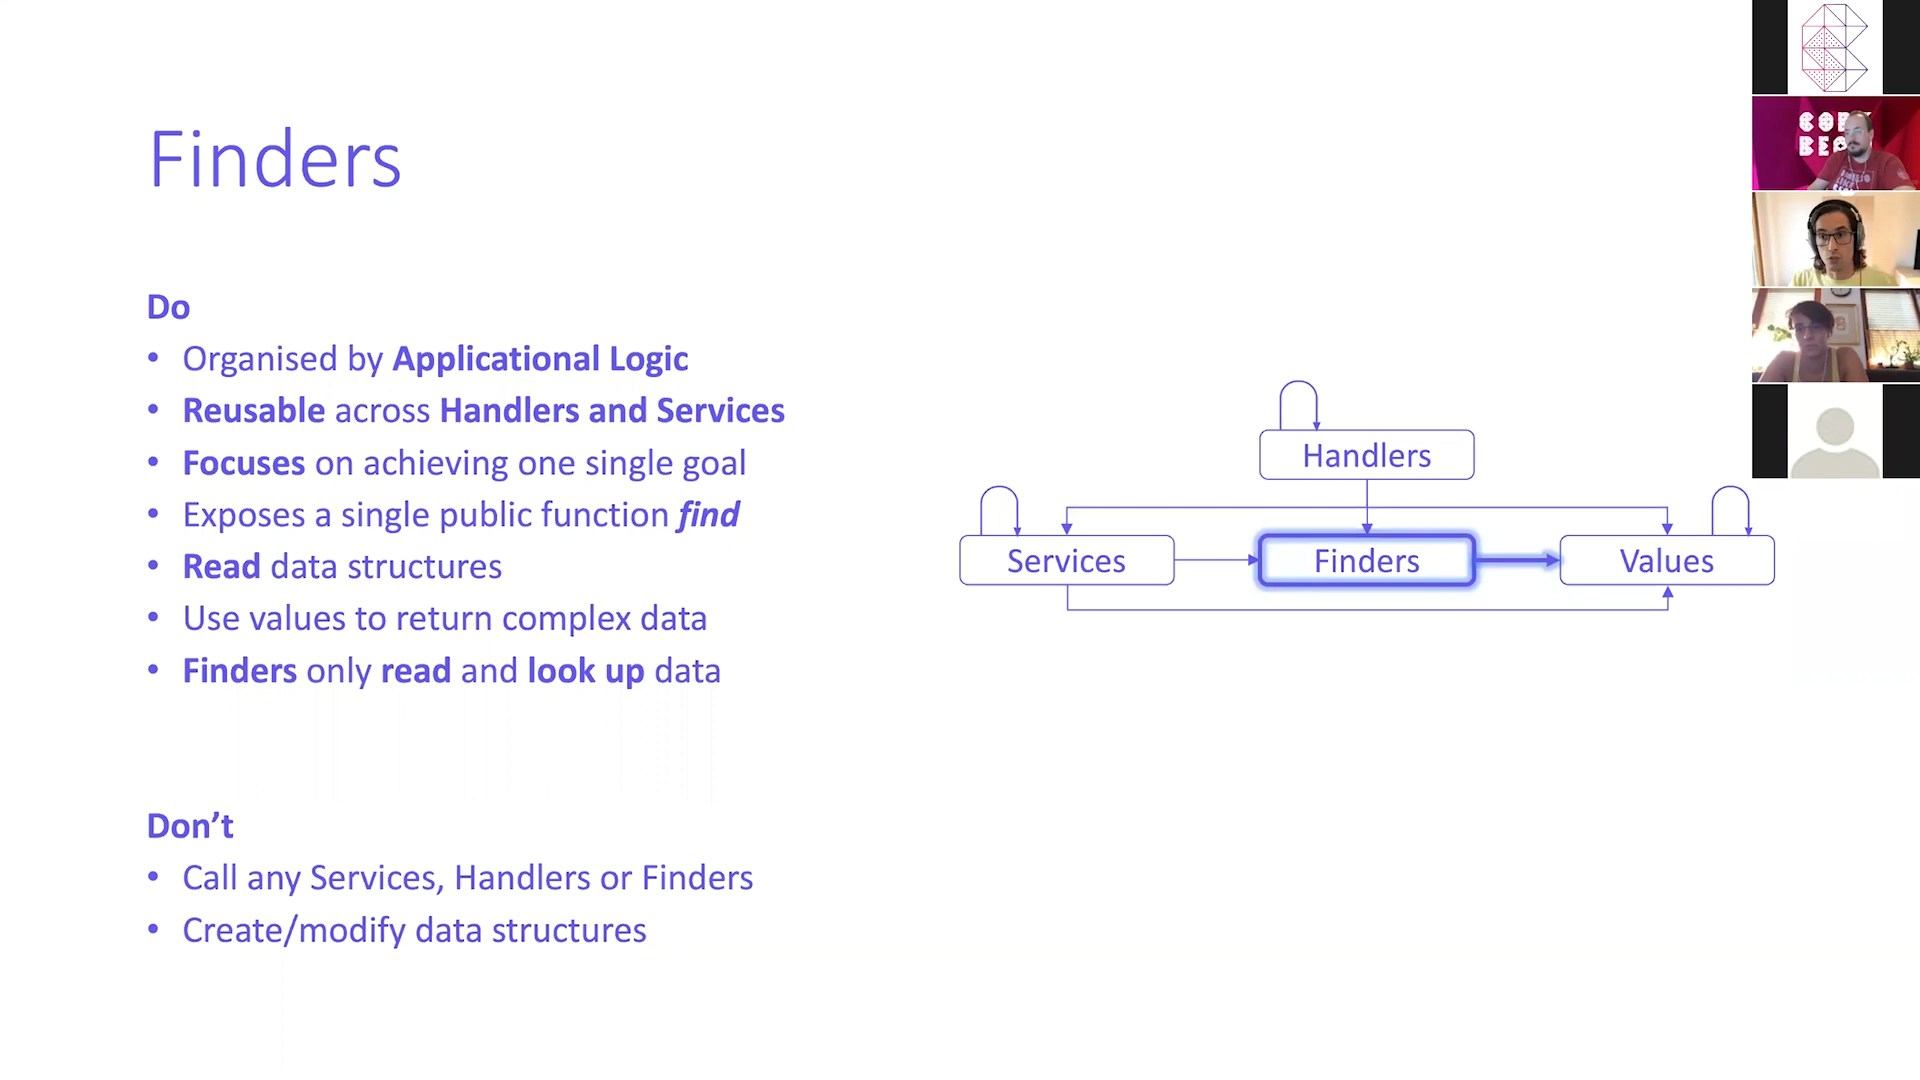 Finders
Do
• Organised by Applicational Logic
• Reusable across Handlers and Services
• Focuses on achieving one single goal
• Exposes a single public function find
• Read data structures
• Use values to return complex data
• Finders only read and look up data
Don’t
• Call any Services, Handlers or Finders
• Create/modify data structures
Handlers
Services
Finders
Values